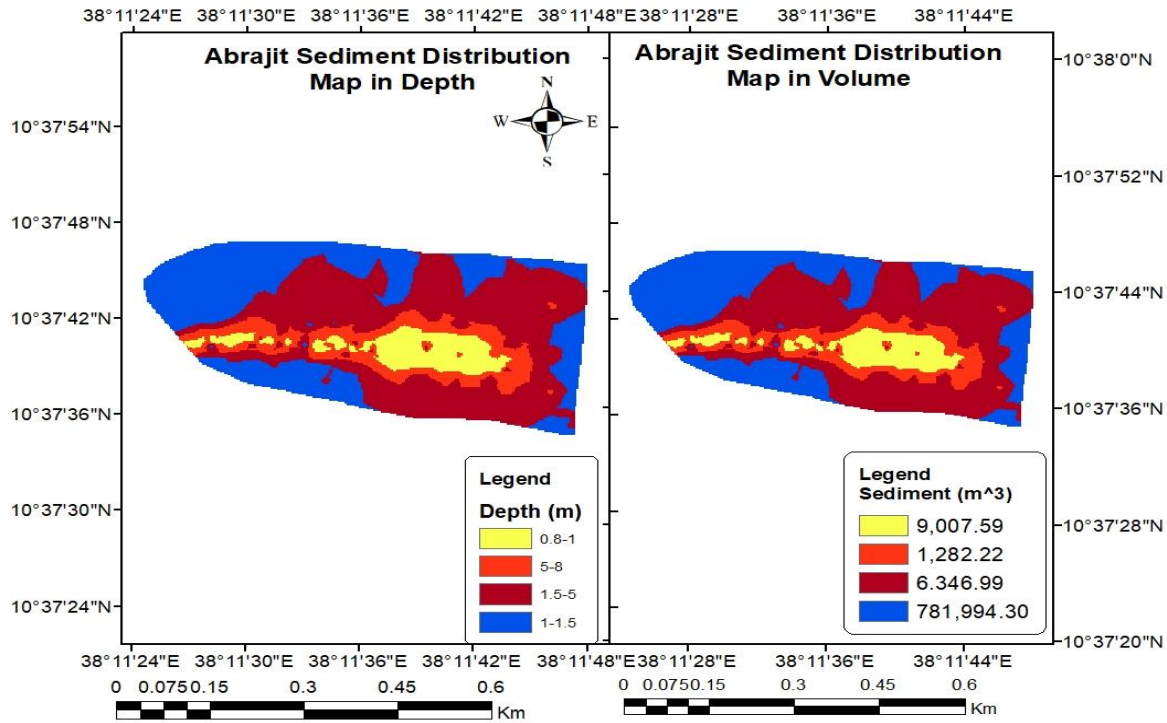 38°11'24"E 38°11'30"E 38°11'36"E 38°11'42"E 38°11'48"E
Abrajit Sediment Distribution
Map in Depth
N
W E
S
10°37'54"N
10°37'48"N
10°37'42"N
10°37'36"N
10°37'30"N
10°37'24"N
Legend
Depth (m)
0.8-1
5-8
1.5-5
1-1.5
38°11'24"E 38°11'30"E 38°11'36"E 38°11'42"E 38°11'48"E
0 0.075 0.15 0.3 0.45 0.6
Km
38°11'28"E 38°11'36"E 38°11'44"E
Abrajit Sediment Distribution
Map in Volume
10°38'0"N
10°37'52"N
10°37'44"N
10°37'36"N
10°37'28"N
10°37'20"N
Legend
Sediment (m^3)
9,007.59
1,282.22
6.346.99
781,994.30
38°11'28"E 38°11'36"E 38°11'44"E
0 0.075 0.15 0.3 0.45 0.6
Km